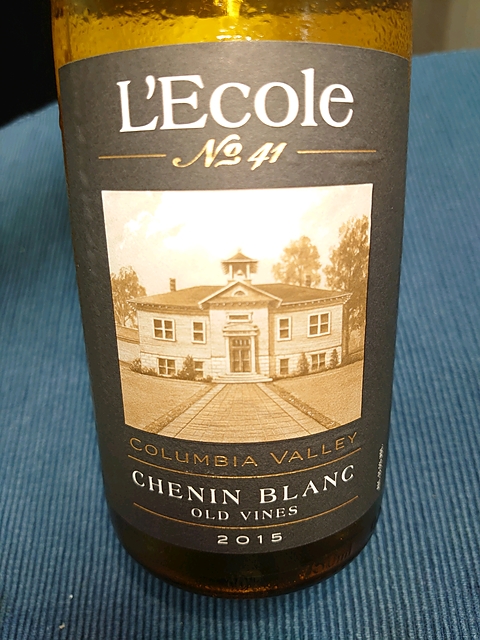 L'Ecole
No 41
COLUMBIA VALLEY
CHENIN BLANC
OLD VINES
2015